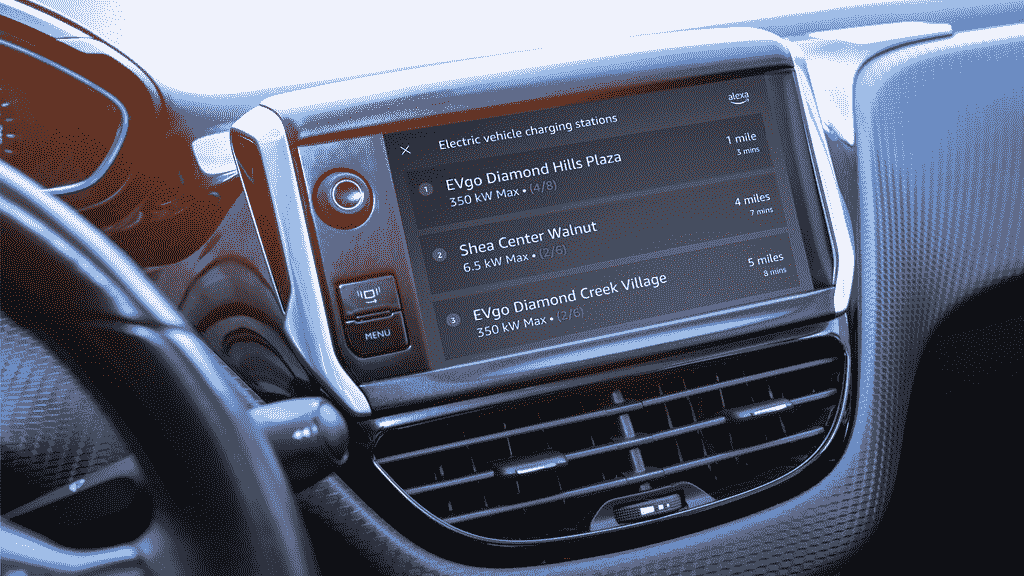 alexa
Electric vehicle charging stations
1 EVgo Diamond Hills Plaza 1 mile
350 kW Max • (4/8) 3 mins
2 Shea Center Walnut 4 miles
6.5 kW Max • (2/6) 7 mins
3 EVgo Diamond Creek Village 5 miles
350 kW Max • (2/6) 8 mins
MENU